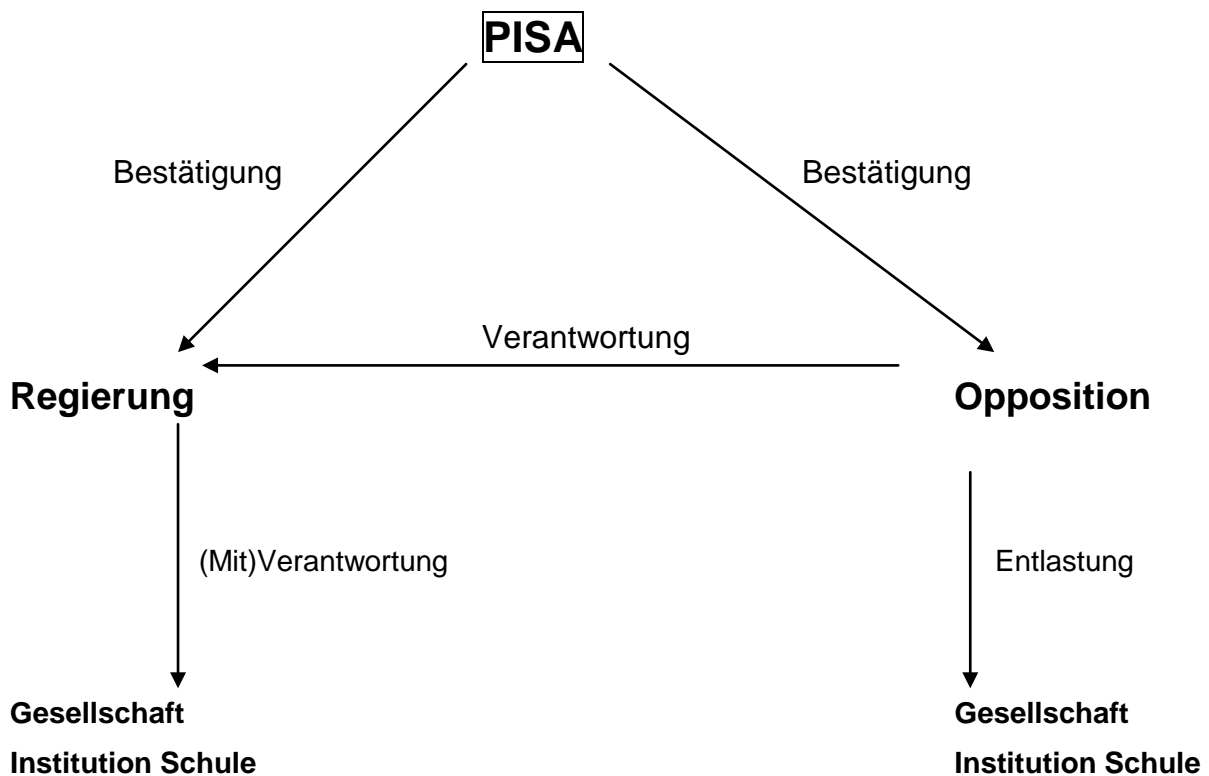 PISA
Bestätigung
Bestätigung
Verantwortung
Regierung
Opposition
(Mit)Verantwortung
Entlastung
Gesellschaft
Gesellschaft
Institution Schule
Institution Schule